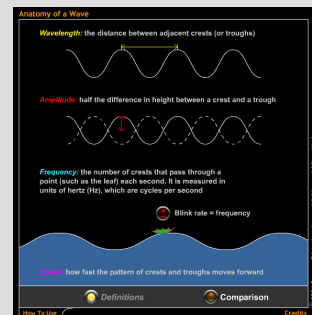 Anatomy of a Wave
Wavelength: the distance between adjacent crests (or troughs)
Amplitude: half the difference in height between a crest and a trough
Frequency: the number of crests that pass through a
point (such as the leaf) each second. It is measured in
units of hertz (Hz), which are cycles per second
Blink rate = frequency
Speed: how fast the pattern of crests and troughs moves forward
Definitions
Comparison
How To Use
Credits